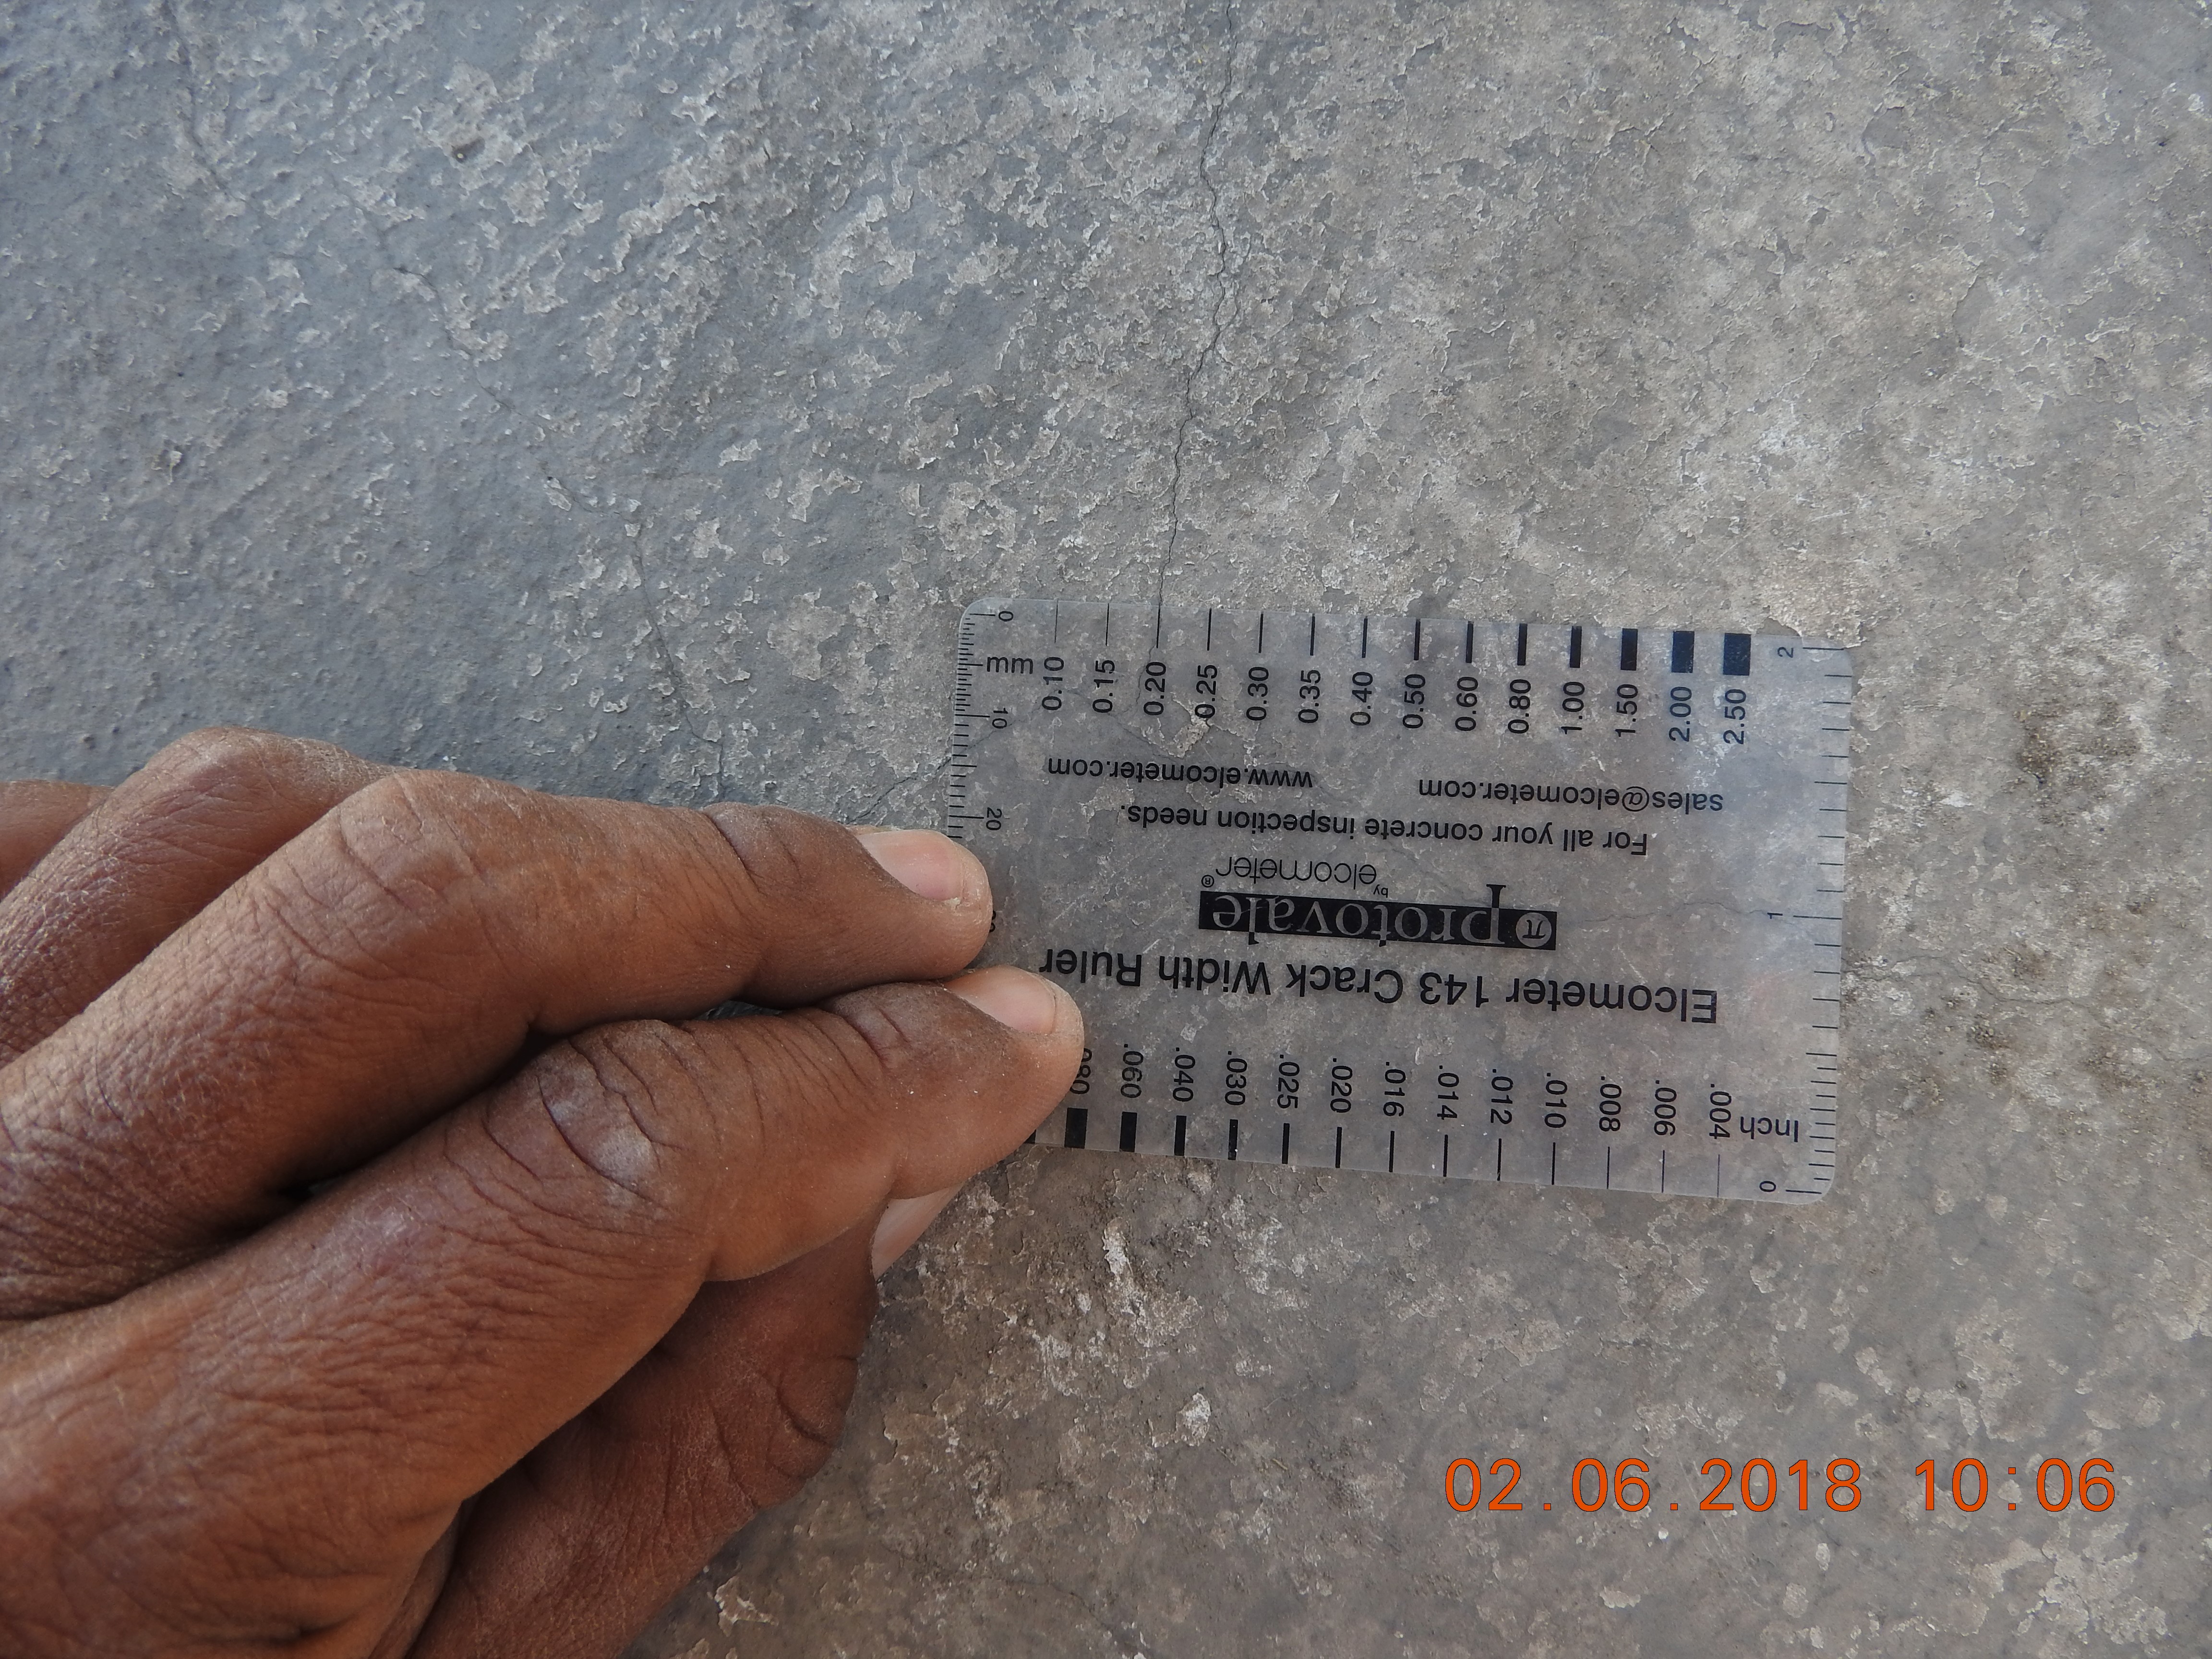 0 10 20
mm 0.10 0.15 0.20 0.25 0.30 0.35 0.40 0.50 0.60 0.80 1.00 1.50 2.00 2.50
2 1 0
Elcometer 143 Crack Width Ruler
π protovale
by elcometer®
For all your concrete inspection needs.
sales@elcometer.com www.elcometer.com
Inch .004 .006 .008 .010 .012 .014 .016 .020 .025 .030 .040 .060
02.06.2018 10:06